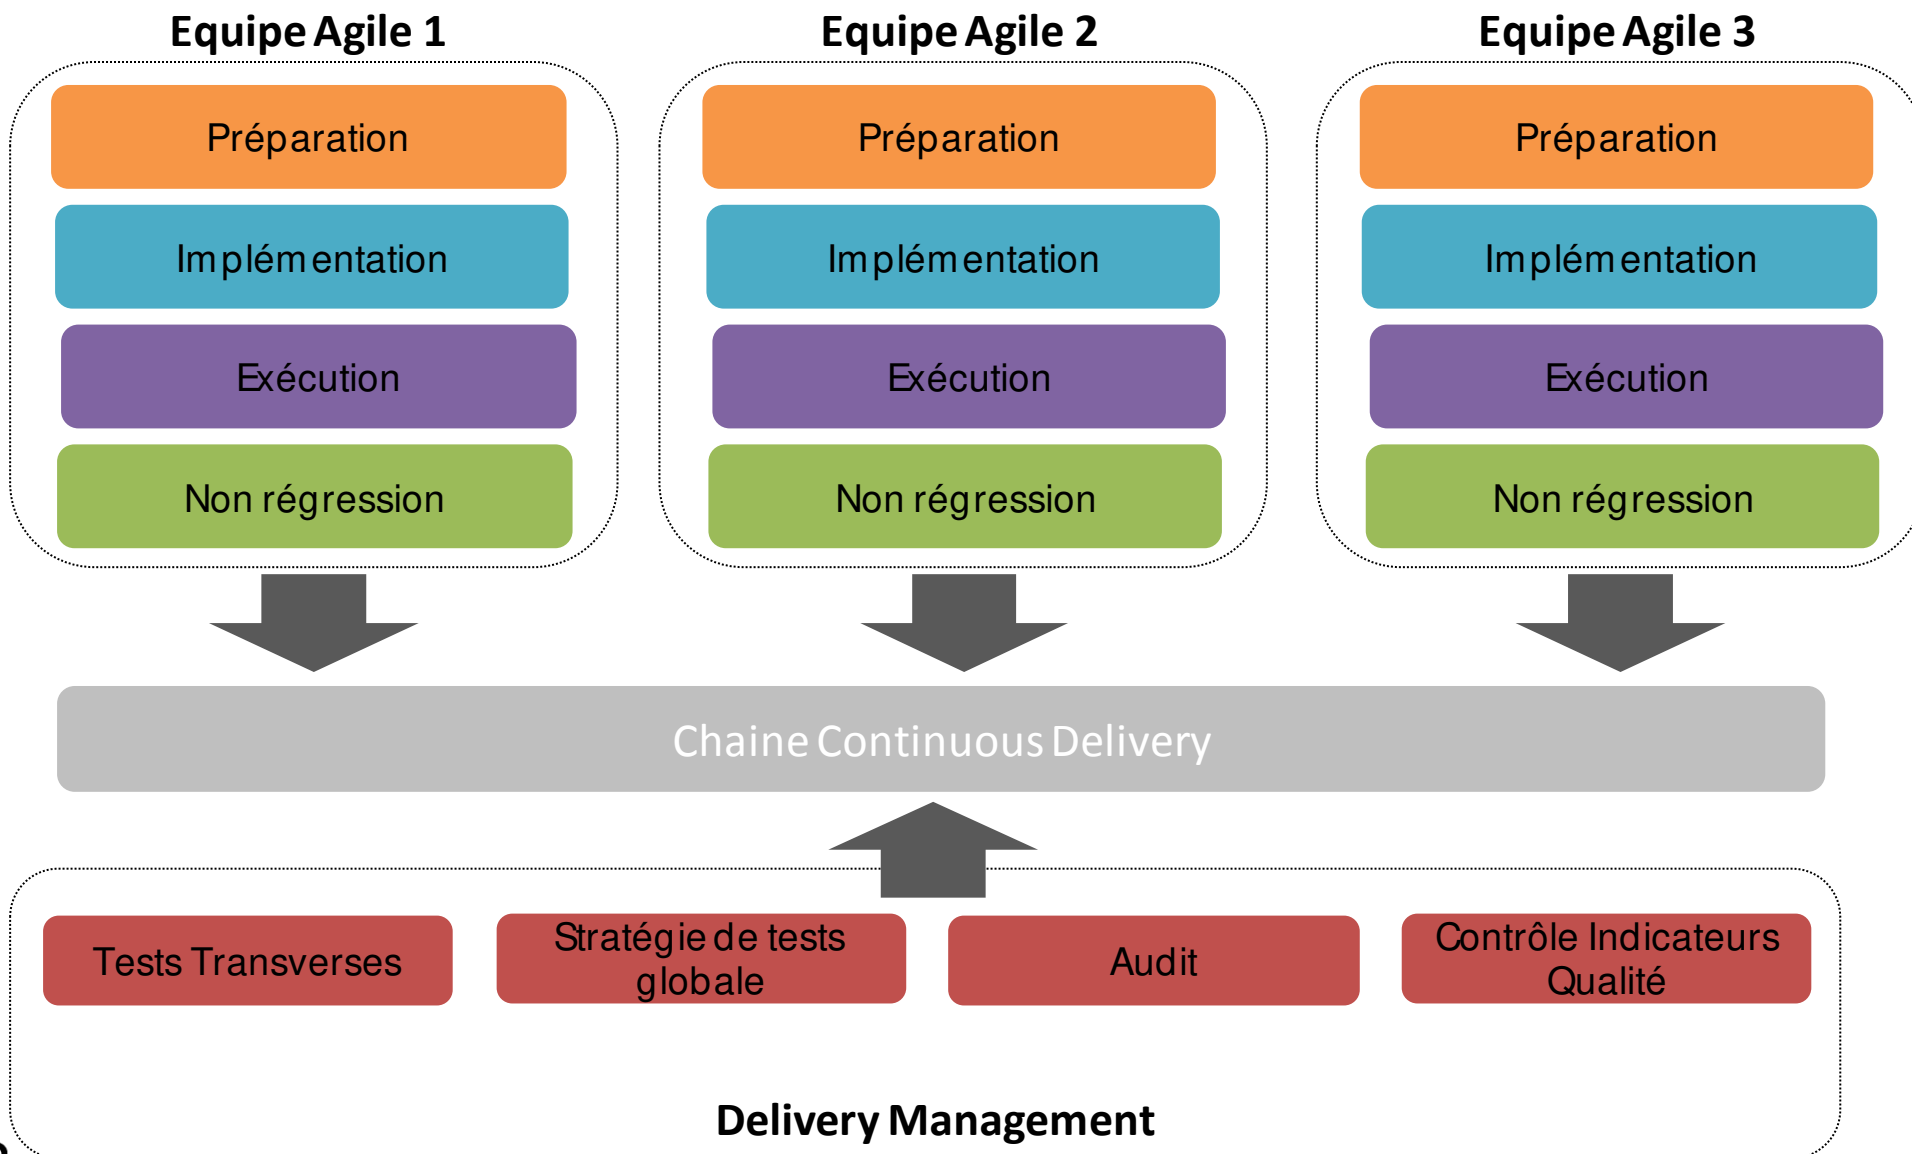 Equipe Agile 1
Equipe Agile 2
Equipe Agile 3
Préparation
Préparation
Préparation
Implémentation
Implémentation
Implémentation
Exécution
Exécution
Exécution
Non régression
Non régression
Non régression
Chaine Continuous Delivery
Tests Transverses
Stratégie de tests
globale
Audit
Contrôle Indicateurs
Qualité
Delivery Management